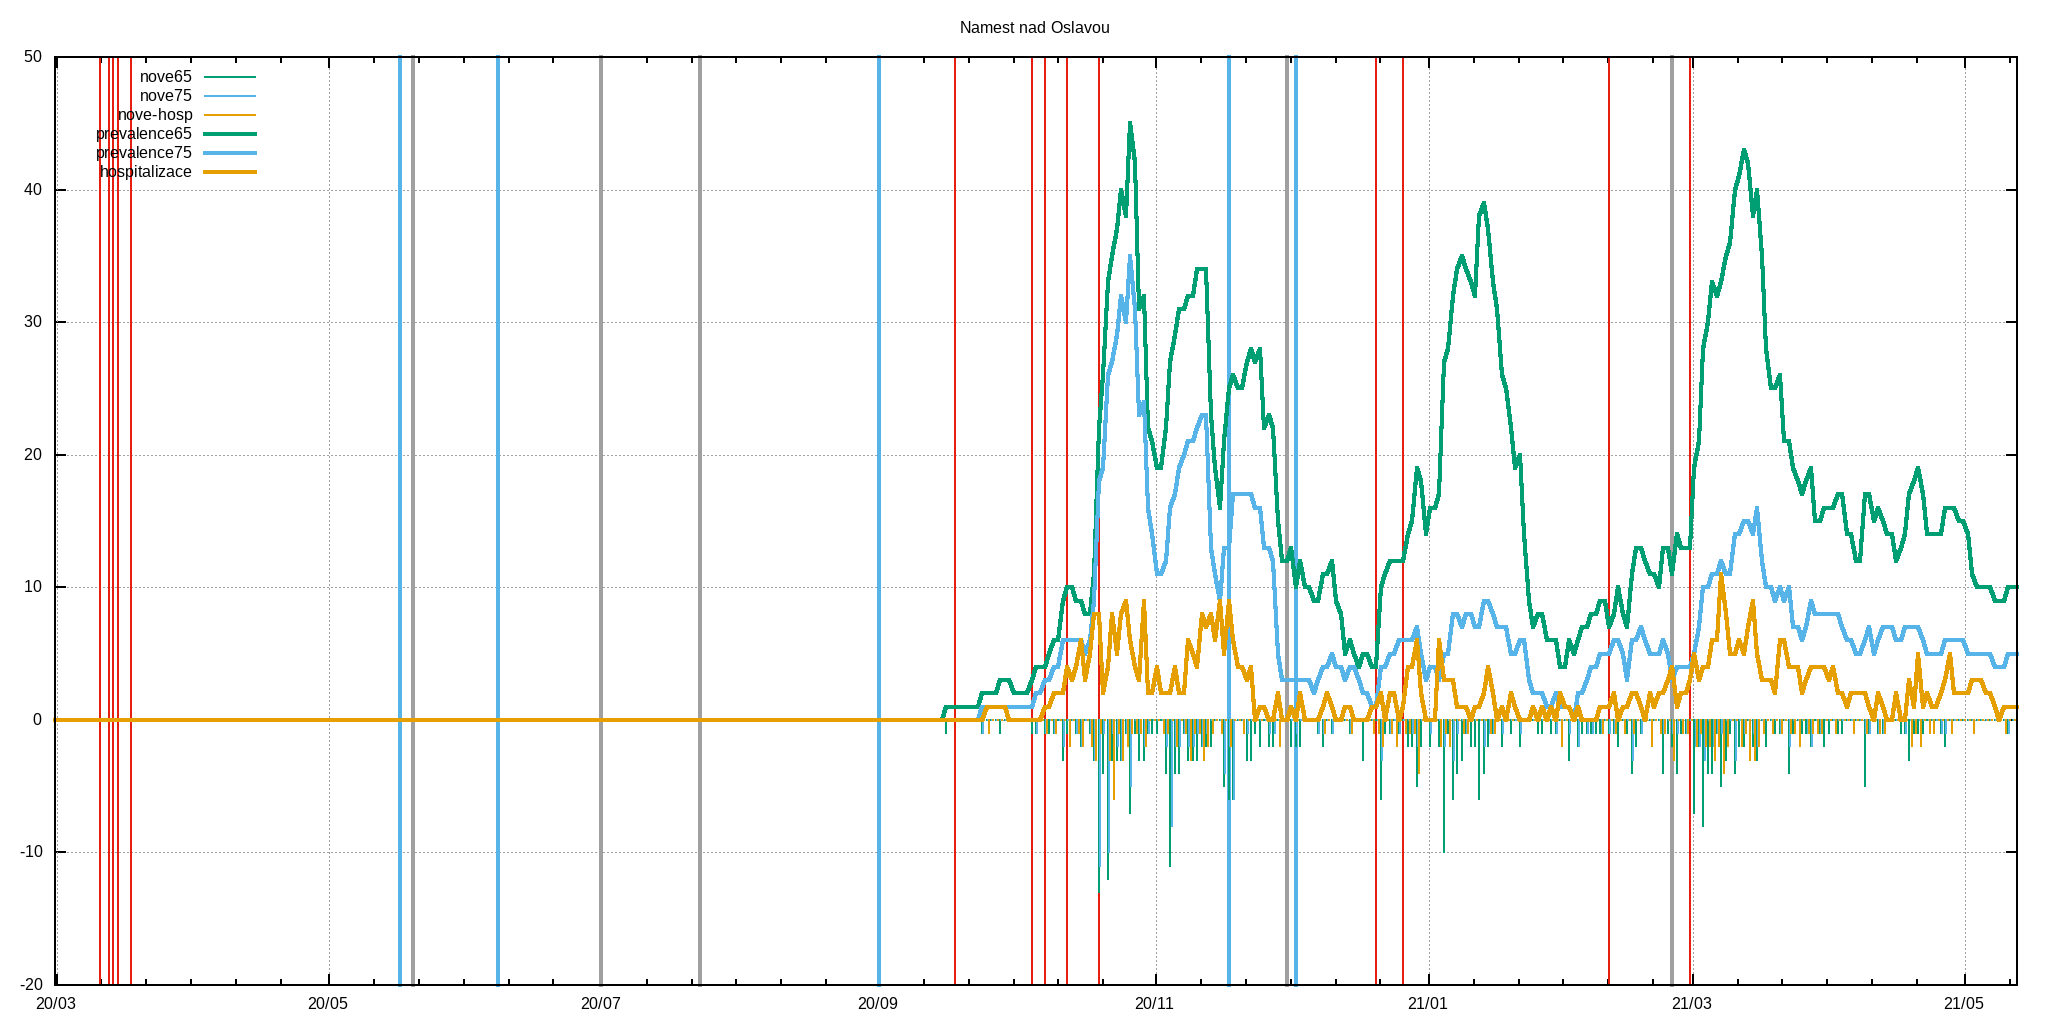 Namest nad Oslavou
50
40
30
20
10
0
-10
-20
nove65
nove75
nove-hosp
prevalence65
prevalence75
hospitalizace
20/03 20/05 20/07 20/09 20/11 21/01 21/03 21/05